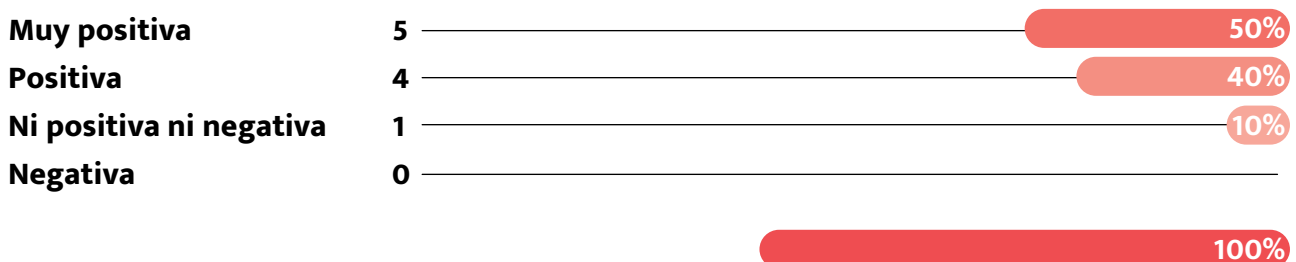 Muy positiva 5 50%
Positiva 4 40%
Ni positiva ni negativa 1 10%
Negativa 0
100%